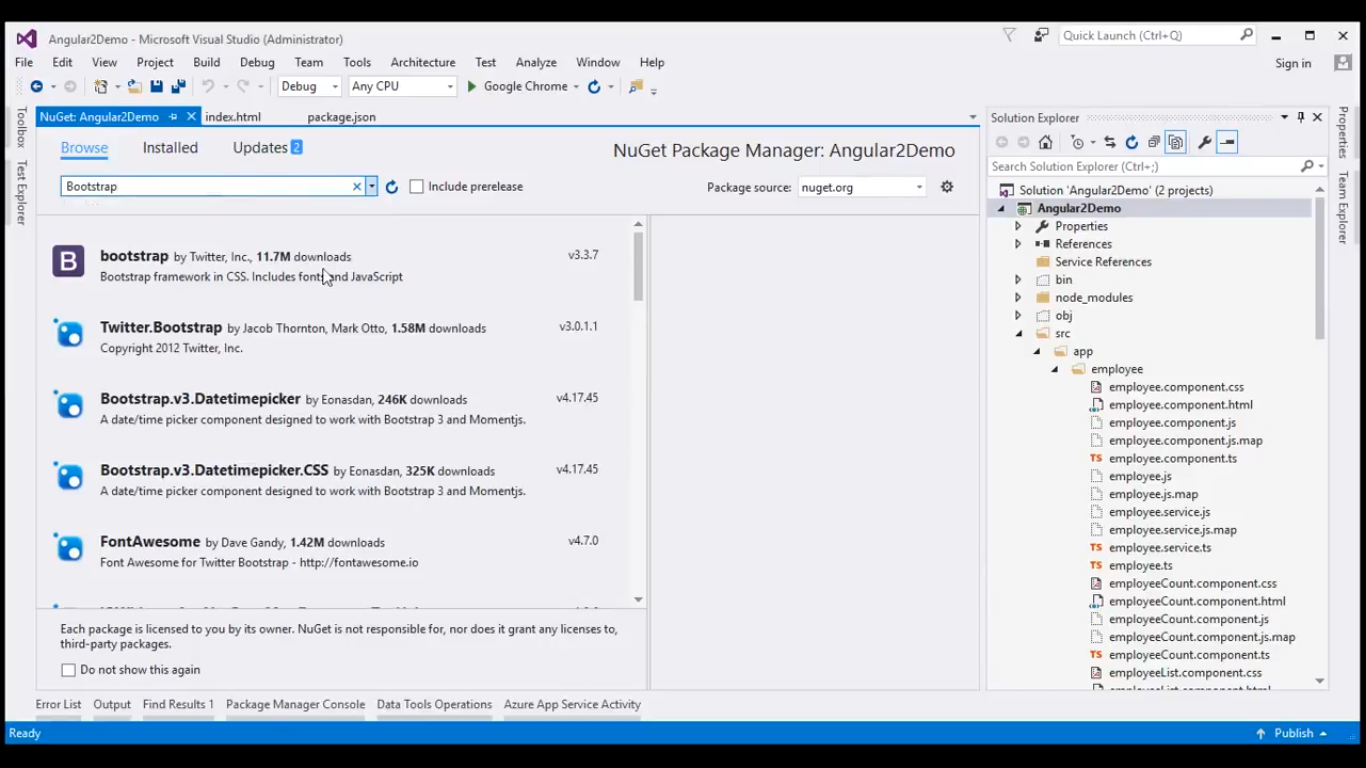 Angular2Demo - Microsoft Visual Studio (Administrator)
Quick Launch (Ctrl+Q)
File Edit View Project Build Debug Team Tools Architecture Test Analyze Window Help
Sign in
Debug Any CPU Google Chrome
Toolbox
Test Explorer
NuGet: Angular2Demo index.html package.json
Browse Installed Updates 2
NuGet Package Manager: Angular2Demo
Bootstrap
Include prerelease
Package source: nuget.org
B
bootstrap by Twitter, Inc., 11.7M downloads v3.3.7
Bootstrap framework in CSS. Includes fonts and JavaScript
Twitter.Bootstrap by Jacob Thornton, Mark Otto, 1.58M downloads v3.0.1.1
Copyright 2012 Twitter, Inc.
Bootstrap.v3.Datetimepicker by Eonasdan, 246K downloads v4.17.45
A date/time picker component designed to work with Bootstrap 3 and Momentjs.
Bootstrap.v3.Datetimepicker.CSS by Eonasdan, 325K downloads v4.17.45
A date/time picker component designed to work with Bootstrap 3 and Momentjs.
FontAwesome by Dave Gandy, 1.42M downloads v4.7.0
Font Awesome for Twitter Bootstrap - http://fontawesome.io
Each package is licensed to you by its owner. NuGet is not responsible for, nor does it grant any licenses to,
third-party packages.
Do not show this again
Solution Explorer
Search Solution Explorer (Ctrl+;)
Solution 'Angular2Demo' (2 projects)
Angular2Demo
Properties
References
Service References
bin
node_modules
obj
src
app
employee
employee.component.css
employee.component.html
employee.component.js
employee.component.js.map
employee.component.ts
employee.js
employee.js.map
employee.service.js
employee.service.js.map
TS employee.service.ts
TS employee.ts
employeeCount.component.css
employeeCount.component.html
employeeCount.component.js
employeeCount.component.js.map
TS employeeCount.component.ts
employeeList.component.css
Properties
Team Explorer
Error List Output Find Results 1 Package Manager Console Data Tools Operations Azure App Service Activity
Ready
Publish